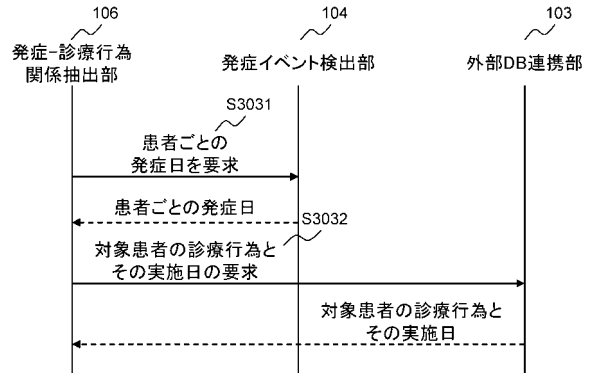 106
104
103
発症-診療行為
関係抽出部
発症イベント検出部
外部DB連携部
S3031
患者ごとの
発症日を要求
患者ごとの発症日
S3032
対象患者の診療行為と
その実施日の要求
対象患者の診療行為と
その実施日